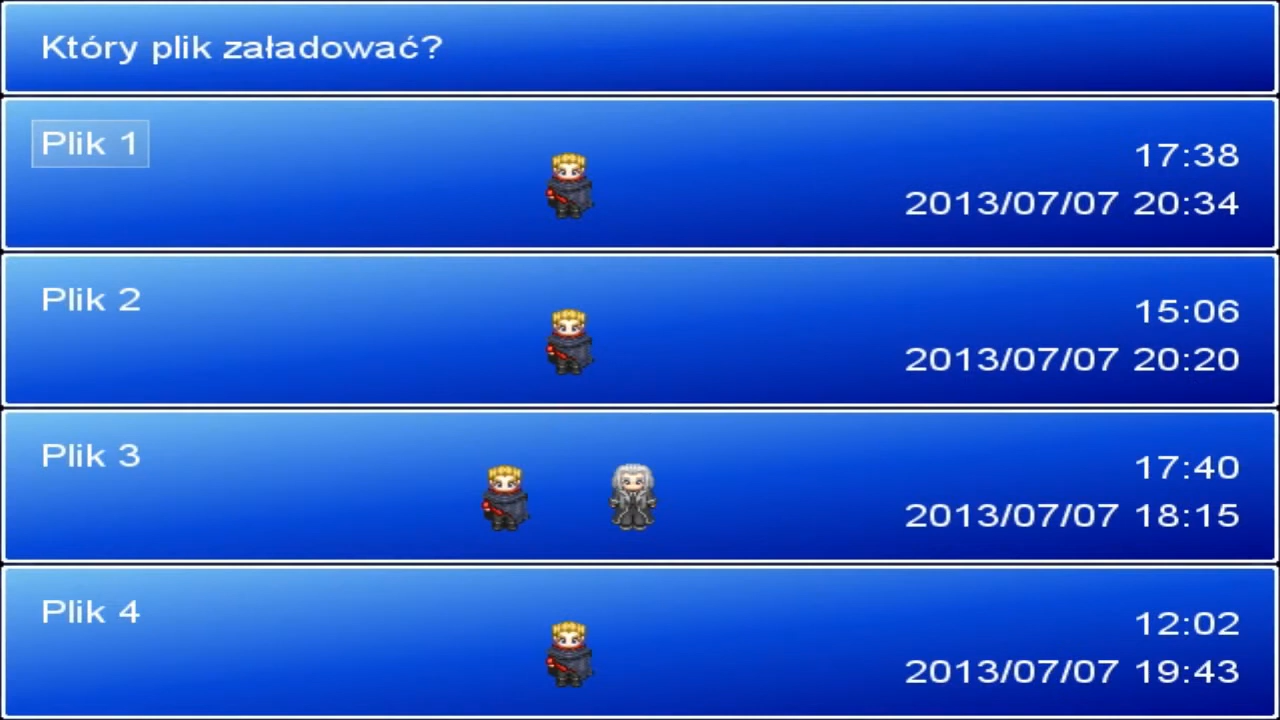 Który plik załadować?
Plik 1
17:38
2013/07/07 20:34
Plik 2
15:06
2013/07/07 20:20
Plik 3
17:40
2013/07/07 18:15
Plik 4
12:02
2013/07/07 19:43